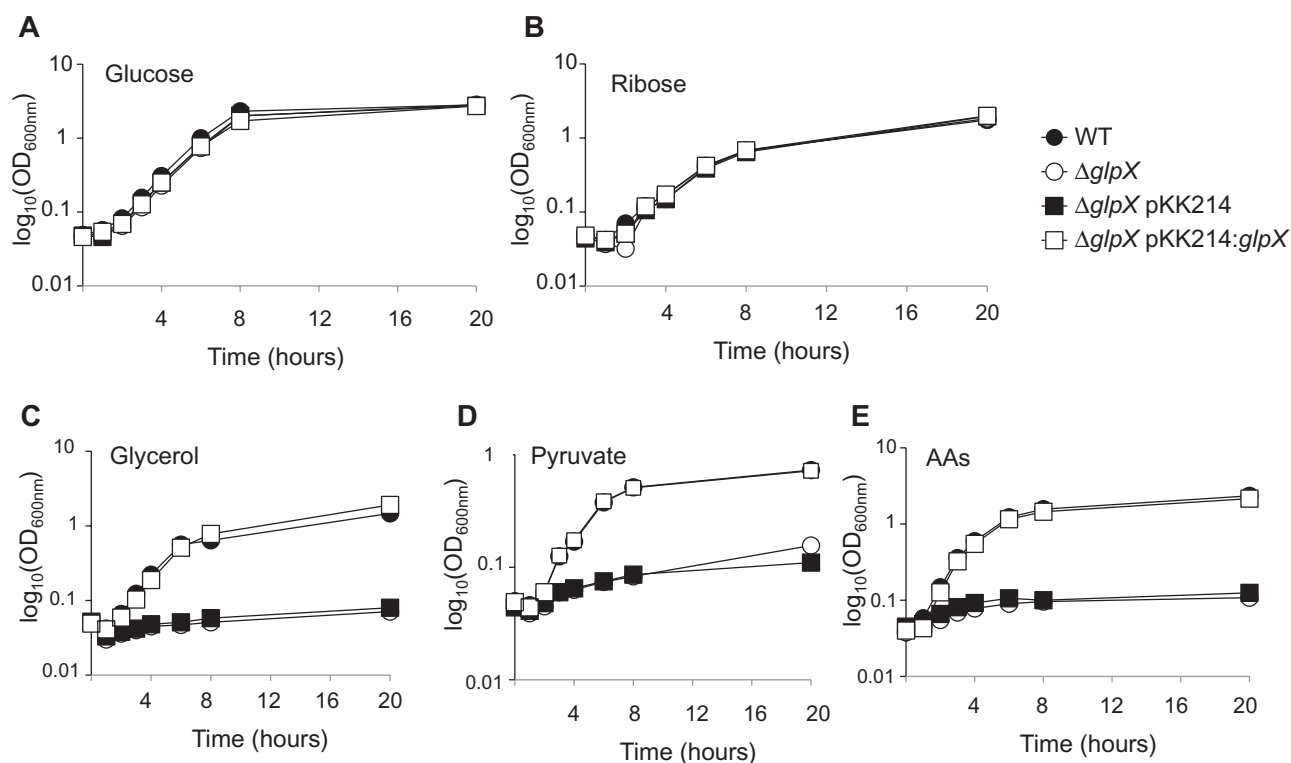 A
Glucose
log10(OD600nm)
10
1
0.1
0.01
4 8 12 16 20
Time (hours)
B
Ribose
log10(OD600nm)
10
1
0.1
0.01
4 8 12 16 20
Time (hours)
WT
ΔglpX
ΔglpX pKK214
ΔglpX pKK214:glpX
C
Glycerol
log10(OD600nm)
10
1
0.1
0.01
4 8 12 16 20
Time (hours)
D
Pyruvate
log10(OD600nm)
1
0.1
0.01
4 8 12 16 20
Time (hours)
E
AAs
log10(OD600nm)
10
1
0.1
0.01
4 8 12 16 20
Time (hours)